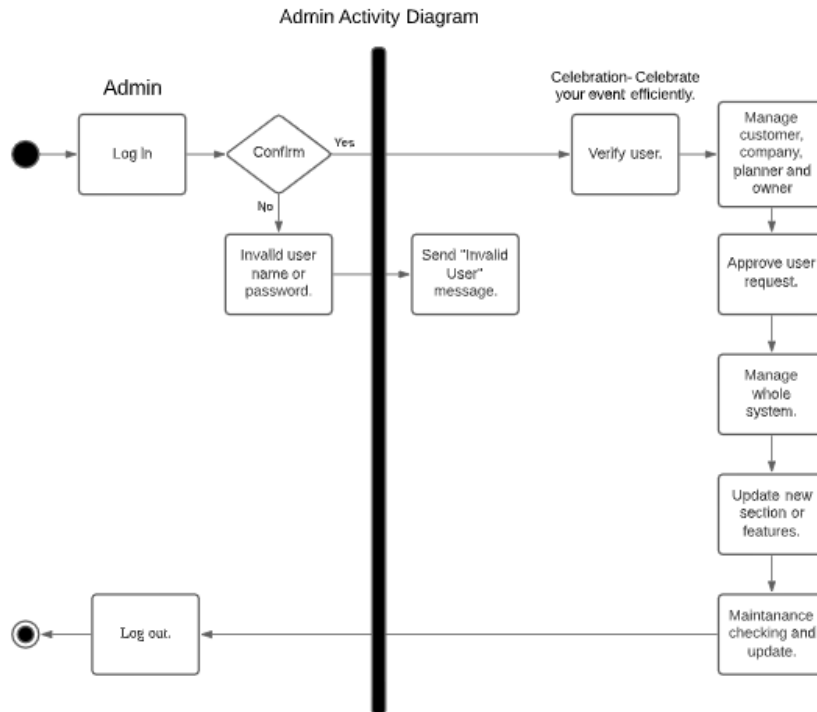 Admin Activity Diagram
Admin
Celebration- Celebrate
your event efficiently.
Log In
Confirm
Yes
No
Verify user.
Manage
customer,
company,
planner and
owner
Invalid user
name or
password.
Send "Invalid
User"
message.
Approve user
request.
Manage
whole
system.
Update new
section or
features.
Maintanance
checking and
update.
Log out.